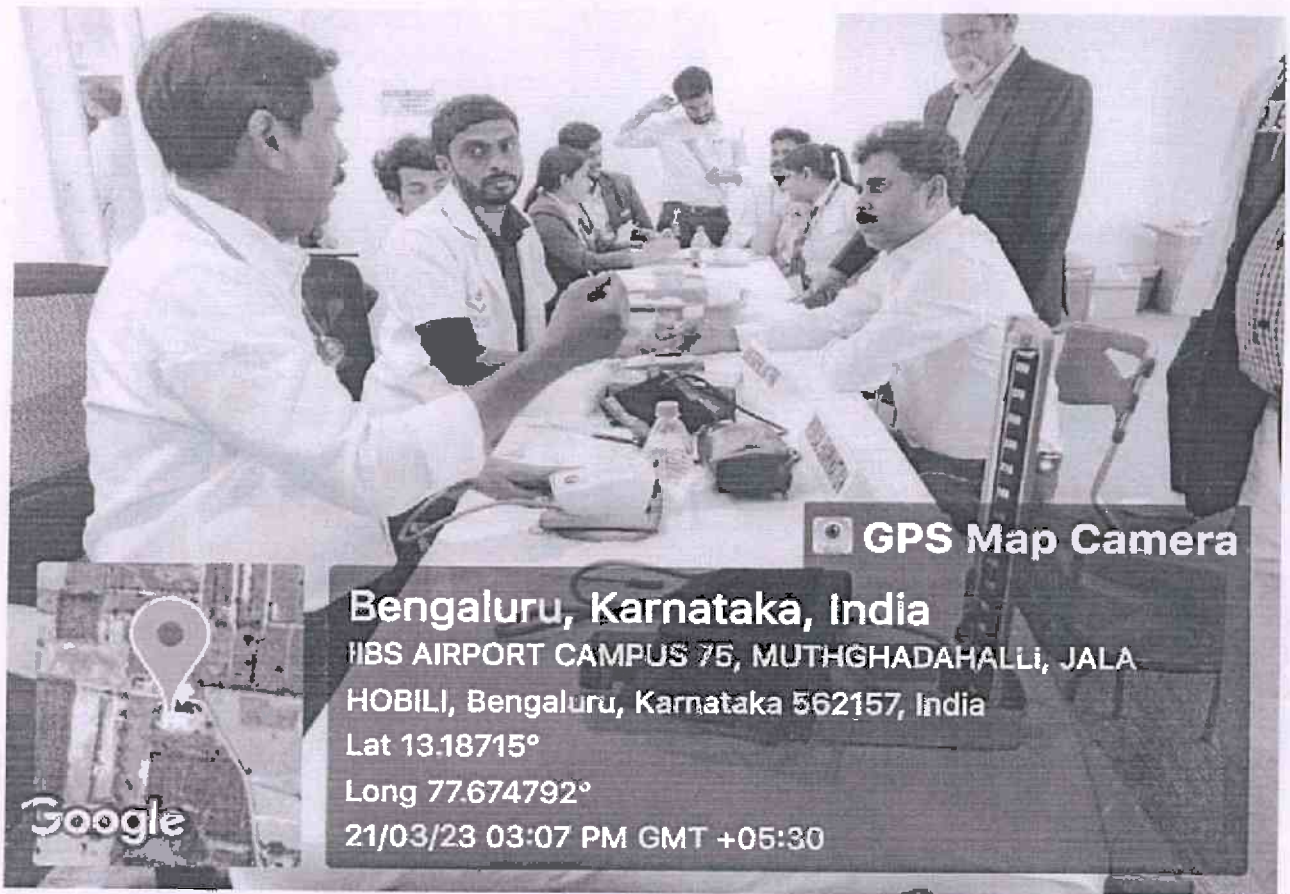 GPS Map Camera
Bengaluru, Karnataka, India
IIBS AIRPORT CAMPUS 75, MUTHGHADAHALLi, JALA
HOBILI, Bengaluru, Karnataka 562157, India
Lat 13.18715°
Long 77.674792°
21/03/23 03:07 PM GMT +05:30
Google